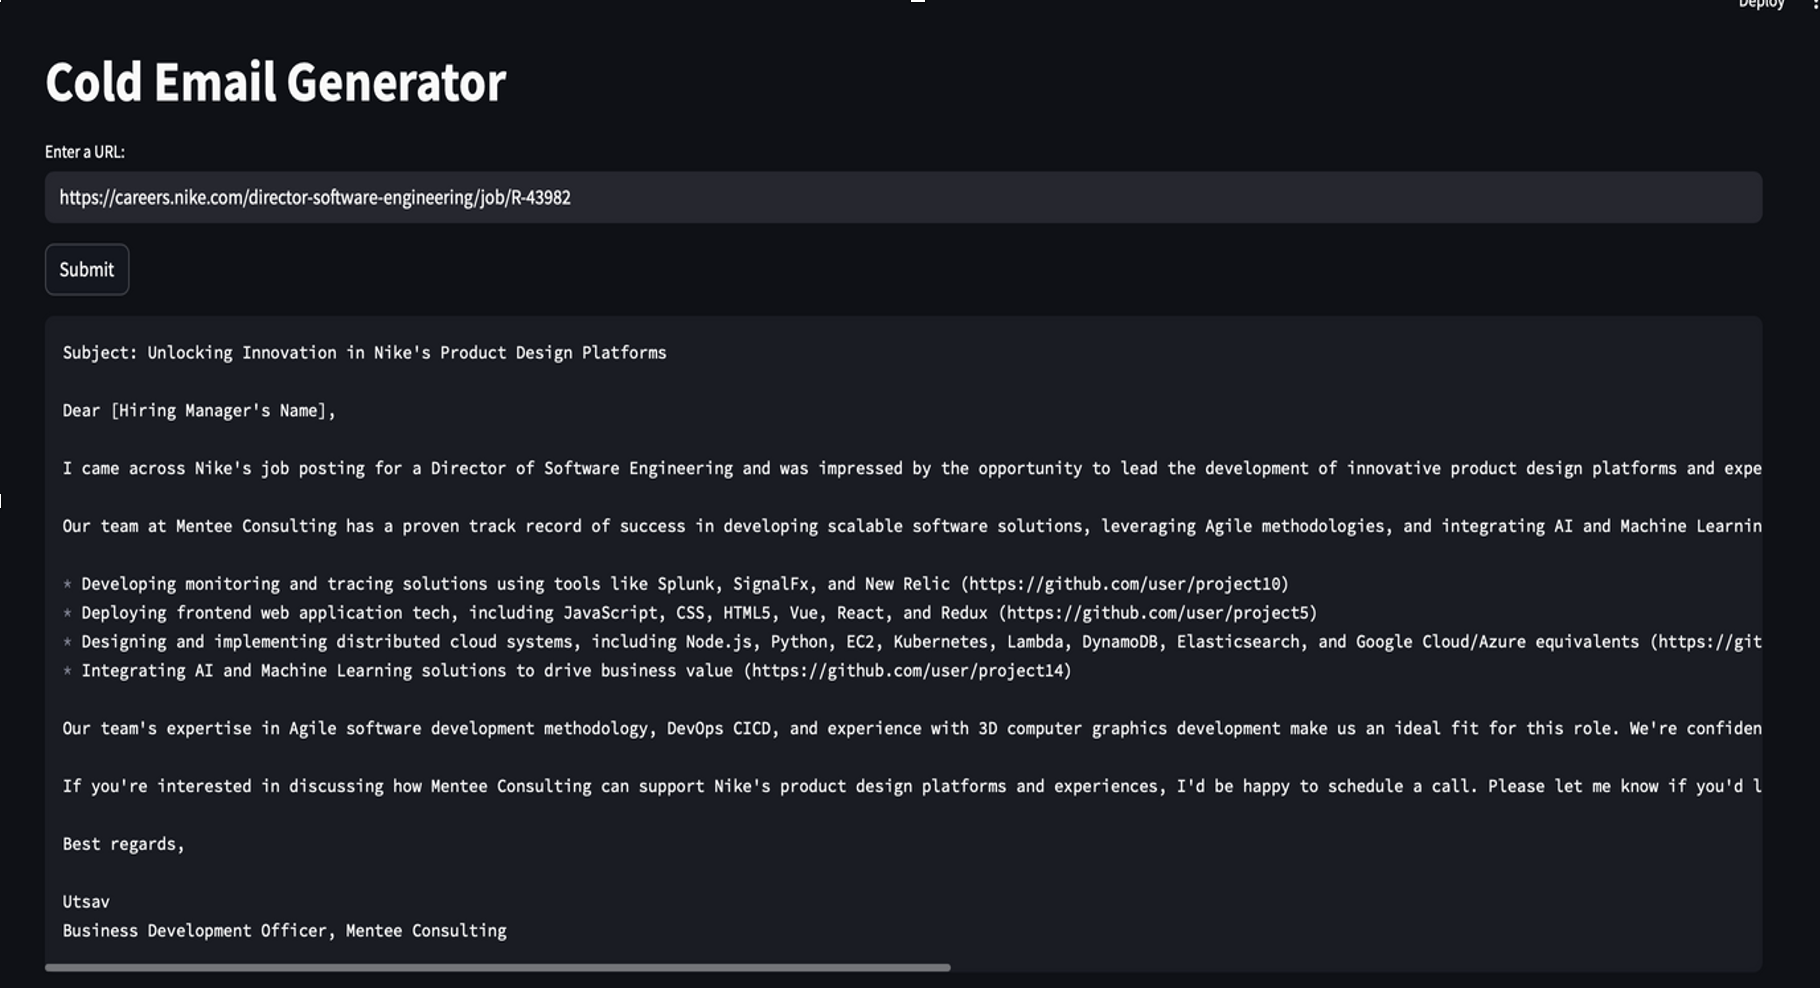 Deploy
Cold Email Generator
Enter a URL:
https://careers.nike.com/director-software-engineering/job/R-43982
Submit
Subject: Unlocking Innovation in Nike's Product Design Platforms
Dear [Hiring Manager's Name],
I came across Nike's job posting for a Director of Software Engineering and was impressed by the opportunity to lead the development of innovative product design platforms and expe
Our team at Mentee Consulting has a proven track record of success in developing scalable software solutions, leveraging Agile methodologies, and integrating AI and Machine Learnin
* Developing monitoring and tracing solutions using tools like Splunk, SignalFx, and New Relic (https://github.com/user/project10)
* Deploying frontend web application tech, including JavaScript, CSS, HTML5, Vue, React, and Redux (https://github.com/user/project5)
* Designing and implementing distributed cloud systems, including Node.js, Python, EC2, Kubernetes, Lambda, DynamoDB, Elasticsearch, and Google Cloud/Azure equivalents (https://git
* Integrating AI and Machine Learning solutions to drive business value (https://github.com/user/project14)
Our team's expertise in Agile software development methodology, DevOps CICD, and experience with 3D computer graphics development make us an ideal fit for this role. We're confiden
If you're interested in discussing how Mentee Consulting can support Nike's product design platforms and experiences, I'd be happy to schedule a call. Please let me know if you'd l
Best regards,
Utsav
Business Development Officer, Mentee Consulting